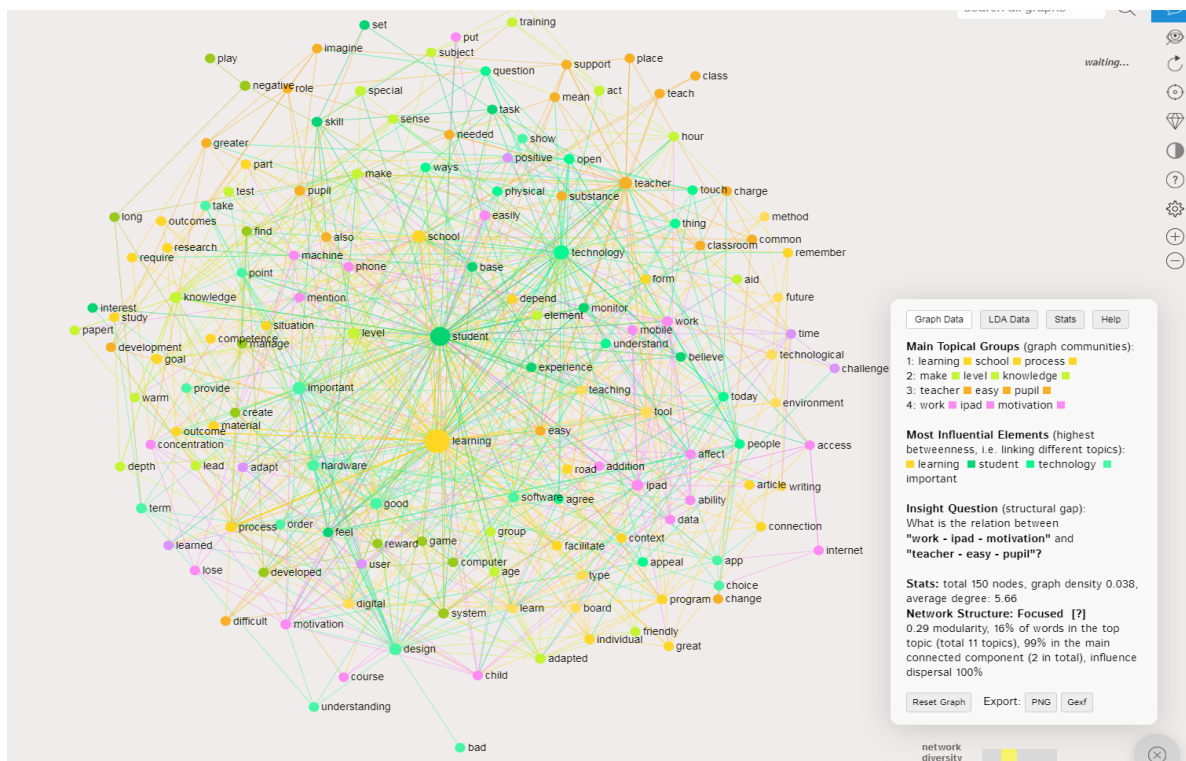 Search all graphs
waiting...
training
set
put
imagine
subject
play
question
support
place
class
negative
role
special
mean
act
teach
skill
sense
task
greater
needed
show
hour
part
positive
open
make
ways
test
pupil
physical
substance
teacher
touch
charge
take
long
outcomes
find
also
school
easily
thing
method
research
require
machine
phone
technology
classroom
common
remember
point
base
knowledge
mention
form
aid
interest
study
depend
element
monitor
future
papert
situation
level
student
mobile
work
time
development
competence
manage
goal
understand
believe
technological
challenge
experience
provide
important
teaching
today
environment
warm
create
material
tool
outcome
concentration
learning
easy
people
access
affect
depth
lead
adapt
hardware
road
addition
ipad
article
writing
term
good
software
agree
ability
process
order
feel
data
connection
learned
reward
game
group
facilitate
context
internet
lose
developed
user
computer
age
type
appeal
app
choice
digital
learn
board
program
change
difficult
motivation
system
friendly
individual
great
design
adapted
course
child
understanding
bad
Graph Data
LDA Data
Stats
Help
Main Topical Groups (graph communities):
1: learning school process
2: make level knowledge
3: teacher easy pupil
4: work ipad motivation
Most Influential Elements (highest
betweenness, i.e. linking different topics):
learning student technology
important
Insight Question (structural gap):
What is the relation between
"work - ipad - motivation" and
"teacher - easy - pupil"?
Stats: total 150 nodes, graph density 0.038,
average degree: 5.66
Network Structure: Focused [?]
0.29 modularity, 16% of words in the top
topic (total 11 topics), 99% in the main
connected component (2 in total), influence
dispersal 100%
Reset Graph
Export:
PNG
Gexf
network
diversity